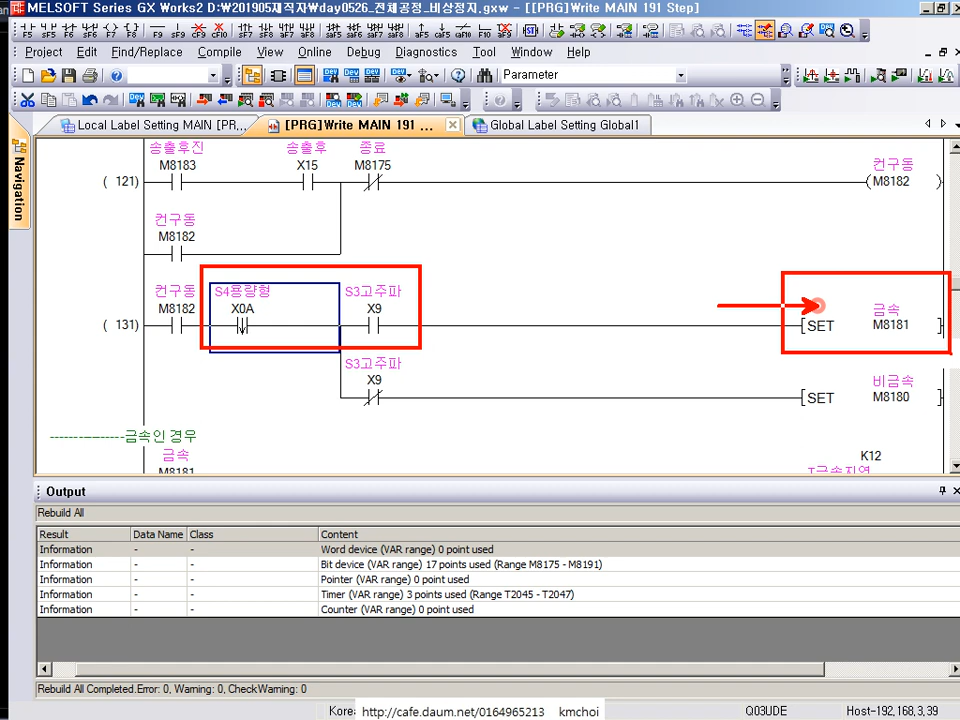 MELSOFT Series GX Works2 D:₩201905재직자₩day0526_전체공정_비상정지.gxw - [[PRG]Write MAIN 191 Step]
Project Edit Find/Replace Compile View Online Debug Diagnostics Tool Window Help
Parameter
Local Label Setting MAIN [PR... [PRG]Write MAIN 191 ... Global Label Setting Global1
Navigation
송출후진 송출후 종료 컨구동
M8183 X15 M8175
( 121) M8182
컨구동
M8182
컨구동 S4용량형 S3고주파 금속
M8182 X0A X9
( 131) SET M8181
S3고주파 비금속
X9
SET M8180
----------------금속인 경우
금속 K12
M8181 T금속지연
Output
Rebuild All
Result Data Name Class Content
Information - - Word device (VAR range) 0 point used
Information - - Bit device (VAR range) 17 points used (Range M8175 - M8191)
Information - - Pointer (VAR range) 0 point used
Information - - Timer (VAR range) 3 points used (Range T2045 - T2047)
Information - - Counter (VAR range) 0 point used
Rebuild All Completed.Error: 0, Warning: 0, CheckWarning: 0
Kore: http://cafe.daum.net/0164965213 kmchoi Q03UDE Host-192.168.3.39